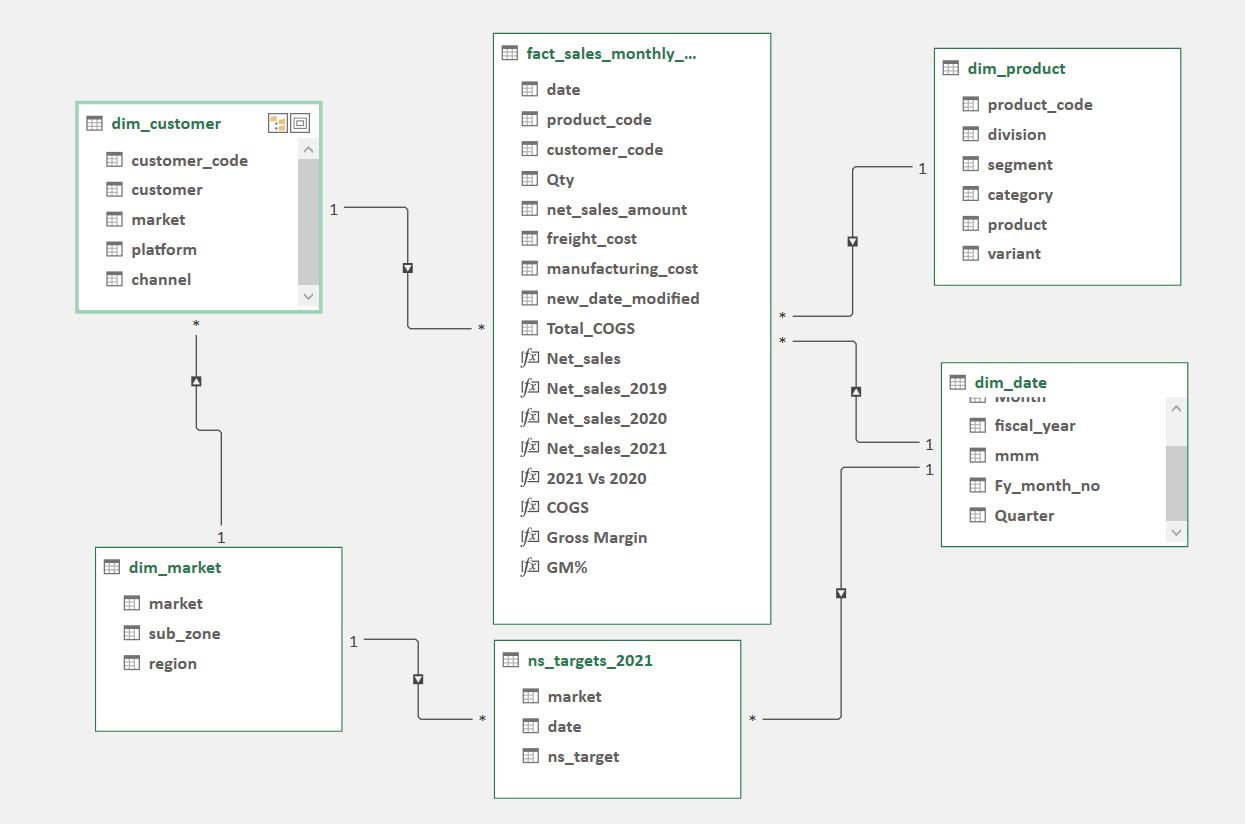 dim_customer
customer_code
customer
market
platform
channel
1
*
*
1
fact_sales_monthly_...
date
product_code
customer_code
Qty
net_sales_amount
freight_cost
manufacturing_cost
new_date_modified
Total_COGS
Net_sales
Net_sales_2019
Net_sales_2020
Net_sales_2021
2021 Vs 2020
COGS
Gross Margin
GM%
*
*
1
dim_product
product_code
division
segment
category
product
variant
dim_date
Month
fiscal_year
mmm
Fy_month_no
Quarter
1
1
dim_market
market
sub_zone
region
1
*
ns_targets_2021
market
date
ns_target
*